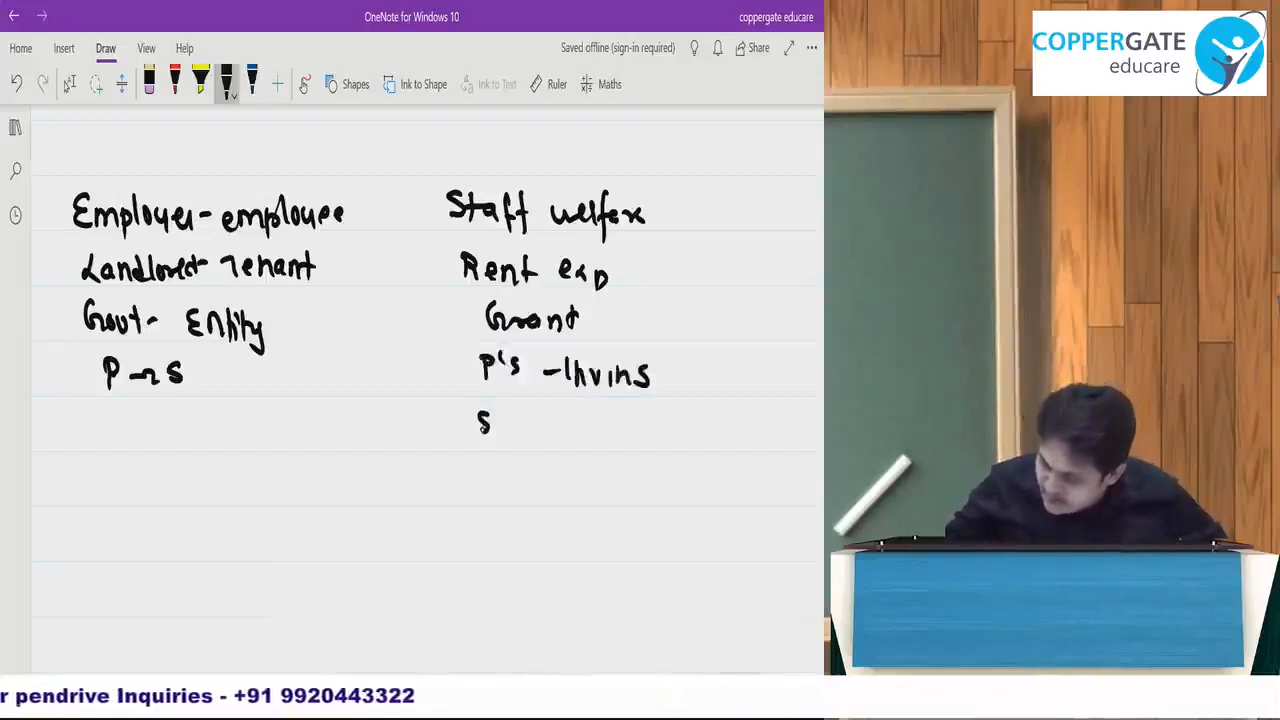 OneNote for Windows 10
coppergate educare
Home Insert Draw View Help
Saved offline (sign-in required)
Share
Shapes
Ink to Shape
Ink to Text
Ruler
Maths
COPPERGATE
educare
Employer - employee
Staff welfare
Landlord - Tenant
Rent exp
Govt - Entity
Grant
P → S
P's - Invins
S
r pendrive Inquiries - +91 9920443322